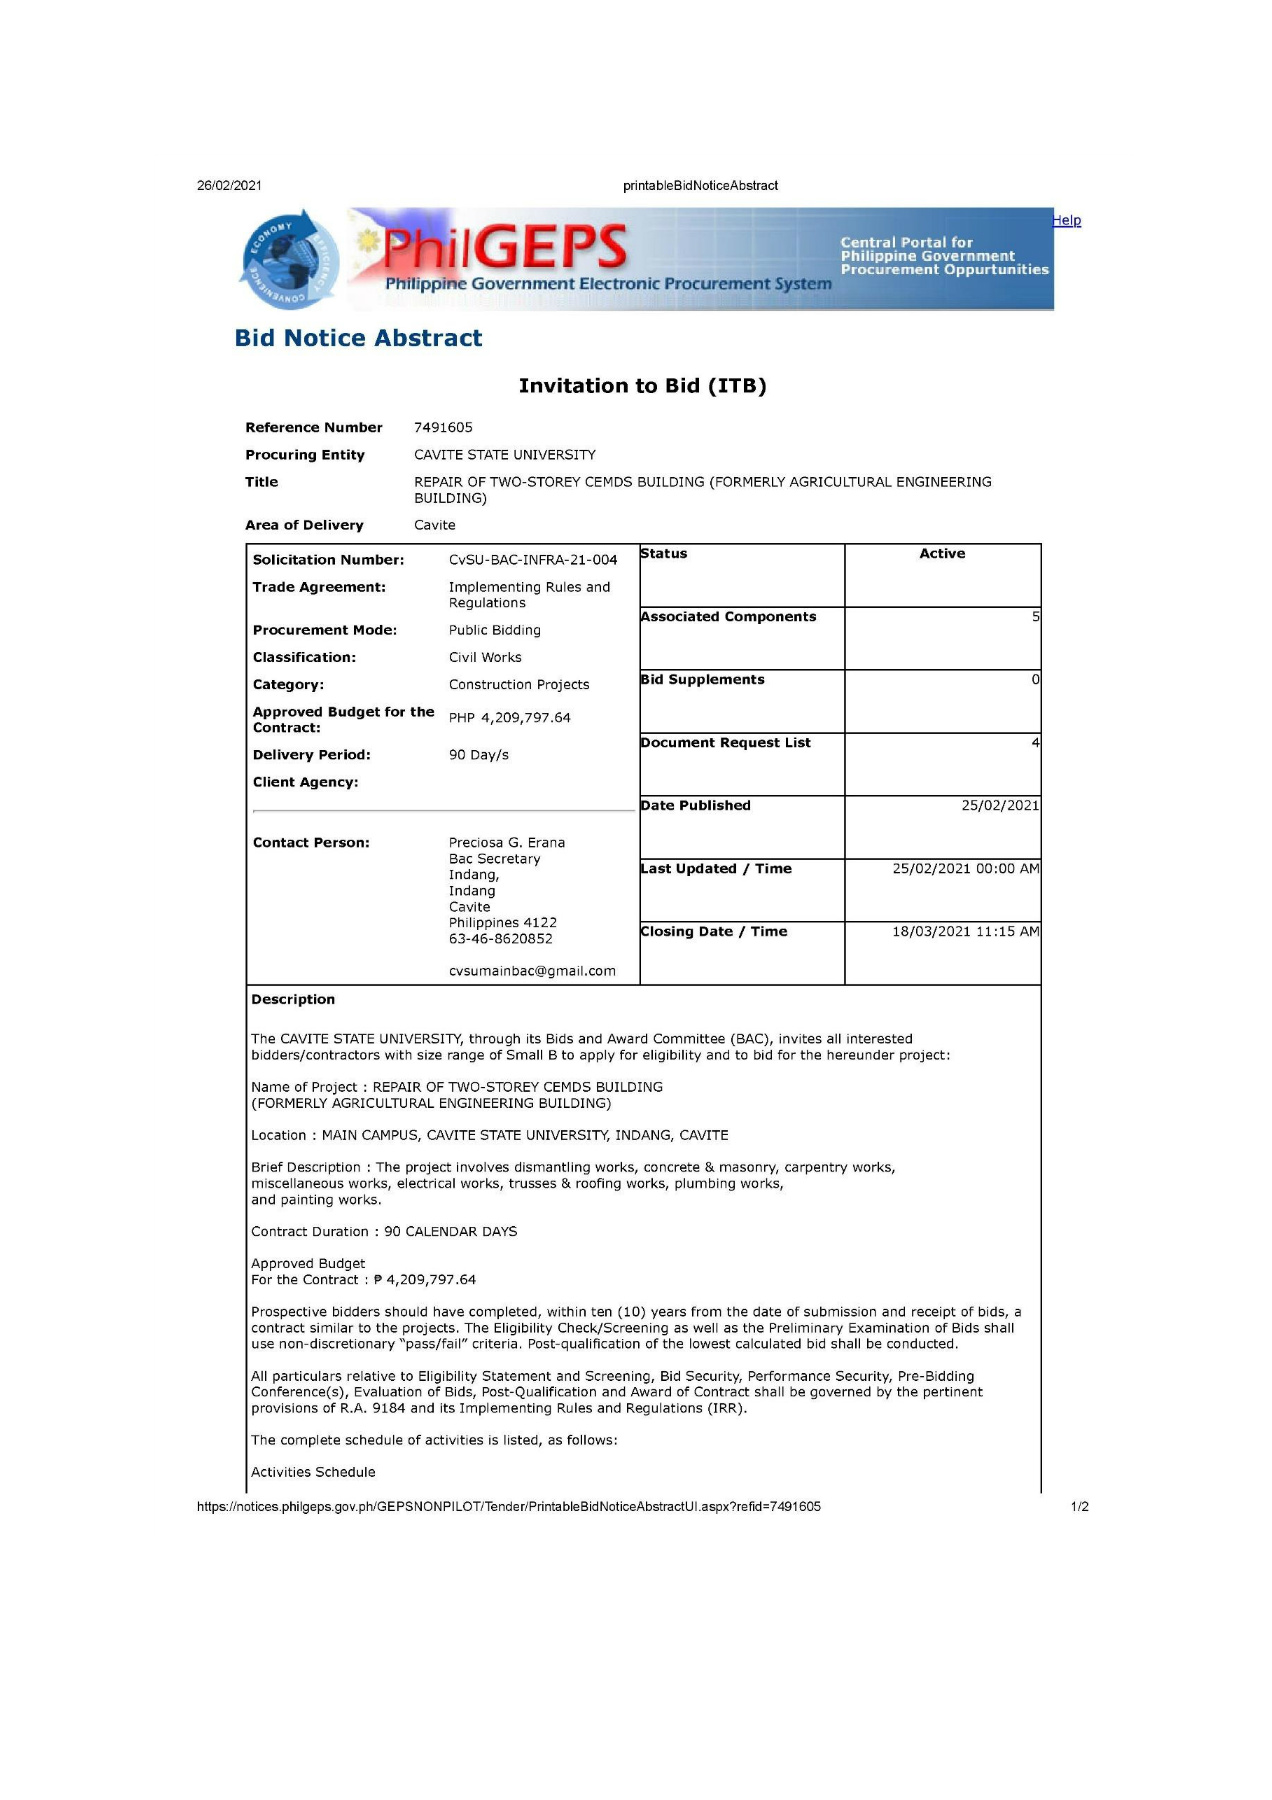 26/02/2021 printableBidNoticeAbstract
Help
ECONOMY EFFICIENCY CONVENIENCE
PhilGEPS
Philippine Government Electronic Procurement System
Central Portal for
Philippine Government
Procurement Oppurtunities
Bid Notice Abstract
Invitation to Bid (ITB)
Reference Number 7491605
Procuring Entity CAVITE STATE UNIVERSITY
Title REPAIR OF TWO-STOREY CEMDS BUILDING (FORMERLY AGRICULTURAL ENGINEERING
BUILDING)
Area of Delivery Cavite
Solicitation Number: CvSU-BAC-INFRA-21-004
Trade Agreement: Implementing Rules and
Regulations
Procurement Mode: Public Bidding
Classification: Civil Works
Category: Construction Projects
Approved Budget for the
Contract: PHP 4,209,797.64
Delivery Period: 90 Day/s
Client Agency:
Contact Person: Preciosa G. Erana
Bac Secretary
Indang,
Indang
Cavite
Philippines 4122
63-46-8620852
cvsumainbac@gmail.com
Status Active
Associated Components 5
Bid Supplements 0
Document Request List 4
Date Published 25/02/2021
Last Updated / Time 25/02/2021 00:00 AM
Closing Date / Time 18/03/2021 11:15 AM
Description
The CAVITE STATE UNIVERSITY, through its Bids and Award Committee (BAC), invites all interested
bidders/contractors with size range of Small B to apply for eligibility and to bid for the hereunder project:
Name of Project : REPAIR OF TWO-STOREY CEMDS BUILDING
(FORMERLY AGRICULTURAL ENGINEERING BUILDING)
Location : MAIN CAMPUS, CAVITE STATE UNIVERSITY, INDANG, CAVITE
Brief Description : The project involves dismantling works, concrete & masonry, carpentry works,
miscellaneous works, electrical works, trusses & roofing works, plumbing works,
and painting works.
Contract Duration : 90 CALENDAR DAYS
Approved Budget
For the Contract : ₱ 4,209,797.64
Prospective bidders should have completed, within ten (10) years from the date of submission and receipt of bids, a
contract similar to the projects. The Eligibility Check/Screening as well as the Preliminary Examination of Bids shall
use non-discretionary “pass/fail” criteria. Post-qualification of the lowest calculated bid shall be conducted.
All particulars relative to Eligibility Statement and Screening, Bid Security, Performance Security, Pre-Bidding
Conference(s), Evaluation of Bids, Post-Qualification and Award of Contract shall be governed by the pertinent
provisions of R.A. 9184 and its Implementing Rules and Regulations (IRR).
The complete schedule of activities is listed, as follows:
Activities Schedule
https://notices.philgeps.gov.ph/GEPSNONPILOT/Tender/PrintableBidNoticeAbstractUI.aspx?refid=7491605 1/2